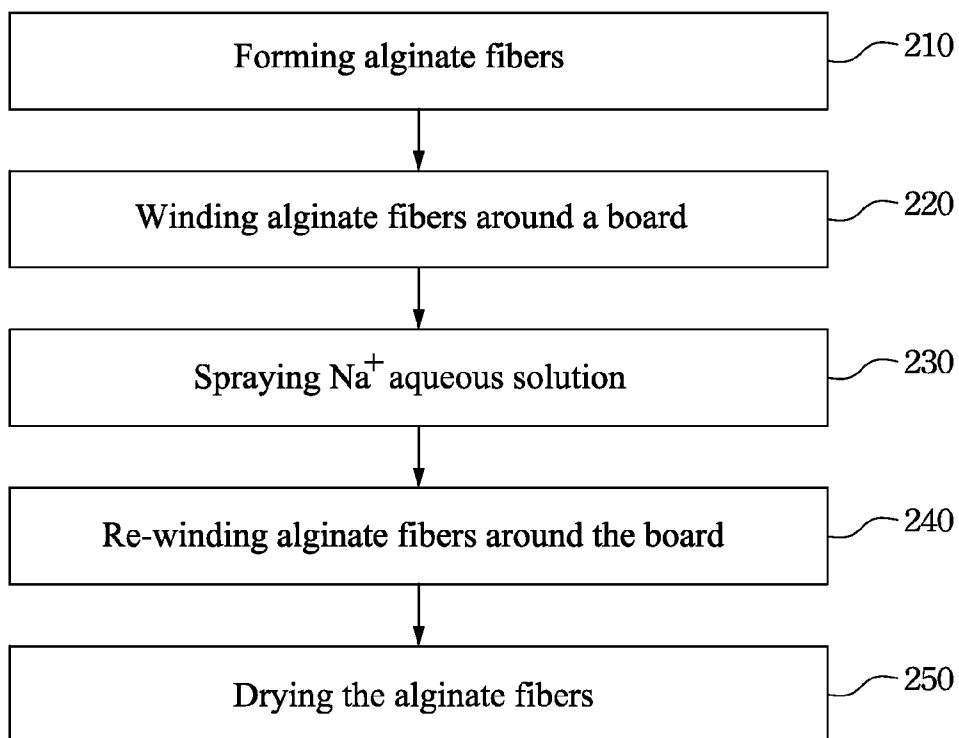 Forming alginate fibers 210
Winding alginate fibers around a board 220
Spraying Na⁺ aqueous solution 230
Re-winding alginate fibers around the board 240
Drying the alginate fibers 250